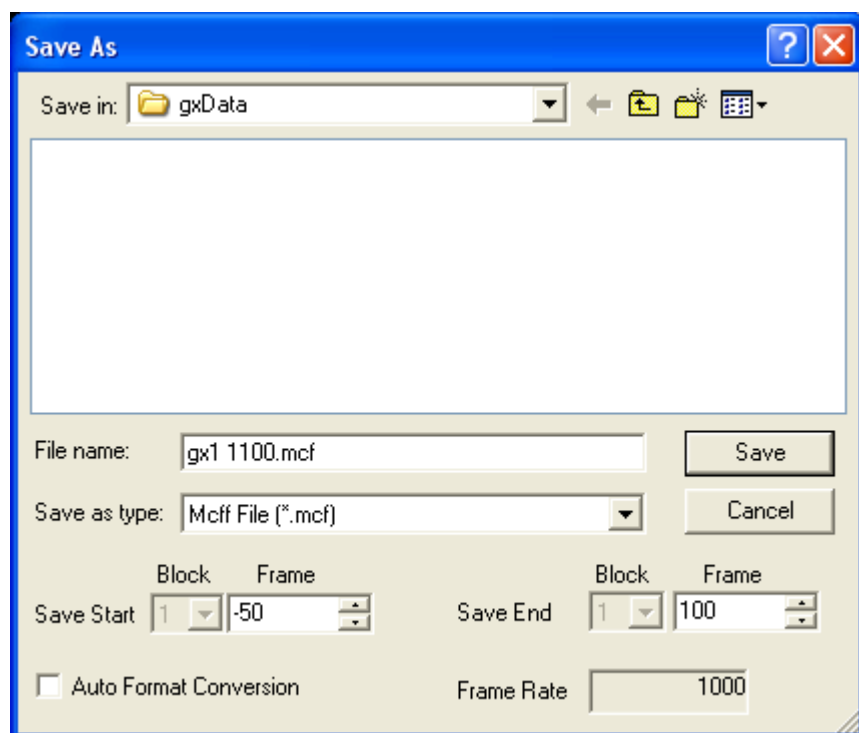 Save As
Save in: gxData
File name: gx1 1100.mcf Save
Save as type: Mcff File (*.mcf) Cancel
Block Frame Block Frame
Save Start 1 -50 Save End 1 100
Auto Format Conversion Frame Rate 1000